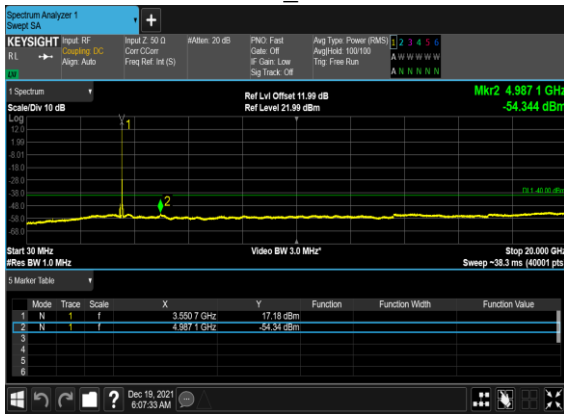 Spectrum Analyzer 1
Swept SA
KEYSIGHT Input: RF Input Z: 50 Ω #Atten: 20 dB PNO: Fast Avg Type: Power (RMS) 1 2 3 4 5 6
RL Coupling: DC Corr CCorr Gate: Off Avg|Hold: 100/100 A W W W W W
Align: Auto Freq Ref: Int (S) IF Gain: Low Trig: Free Run
Sig Track: Off A N N N N N
1 Spectrum Ref Lvl Offset 11.99 dB Mkr2 4.987 1 GHz
Scale/Div 10 dB Ref Level 21.99 dBm -54.344 dBm
Log
12.0
1.99
-8.01
-18.0
-28.0
-38.0
-48.0
-58.0
-68.0
1
2
DL1 -40.00 dBm
Start 30 MHz Video BW 3.0 MHz* Stop 20.000 GHz
#Res BW 1.0 MHz Sweep ~38.3 ms (40001 pts)
5 Marker Table
Mode Trace Scale X Y Function Function Width Function Value
1 N 1 f 3.550 7 GHz 17.18 dBm
2 N 1 f 4.987 1 GHz -54.34 dBm
3
4
5
6
Dec 19, 2021
6:07:33 AM